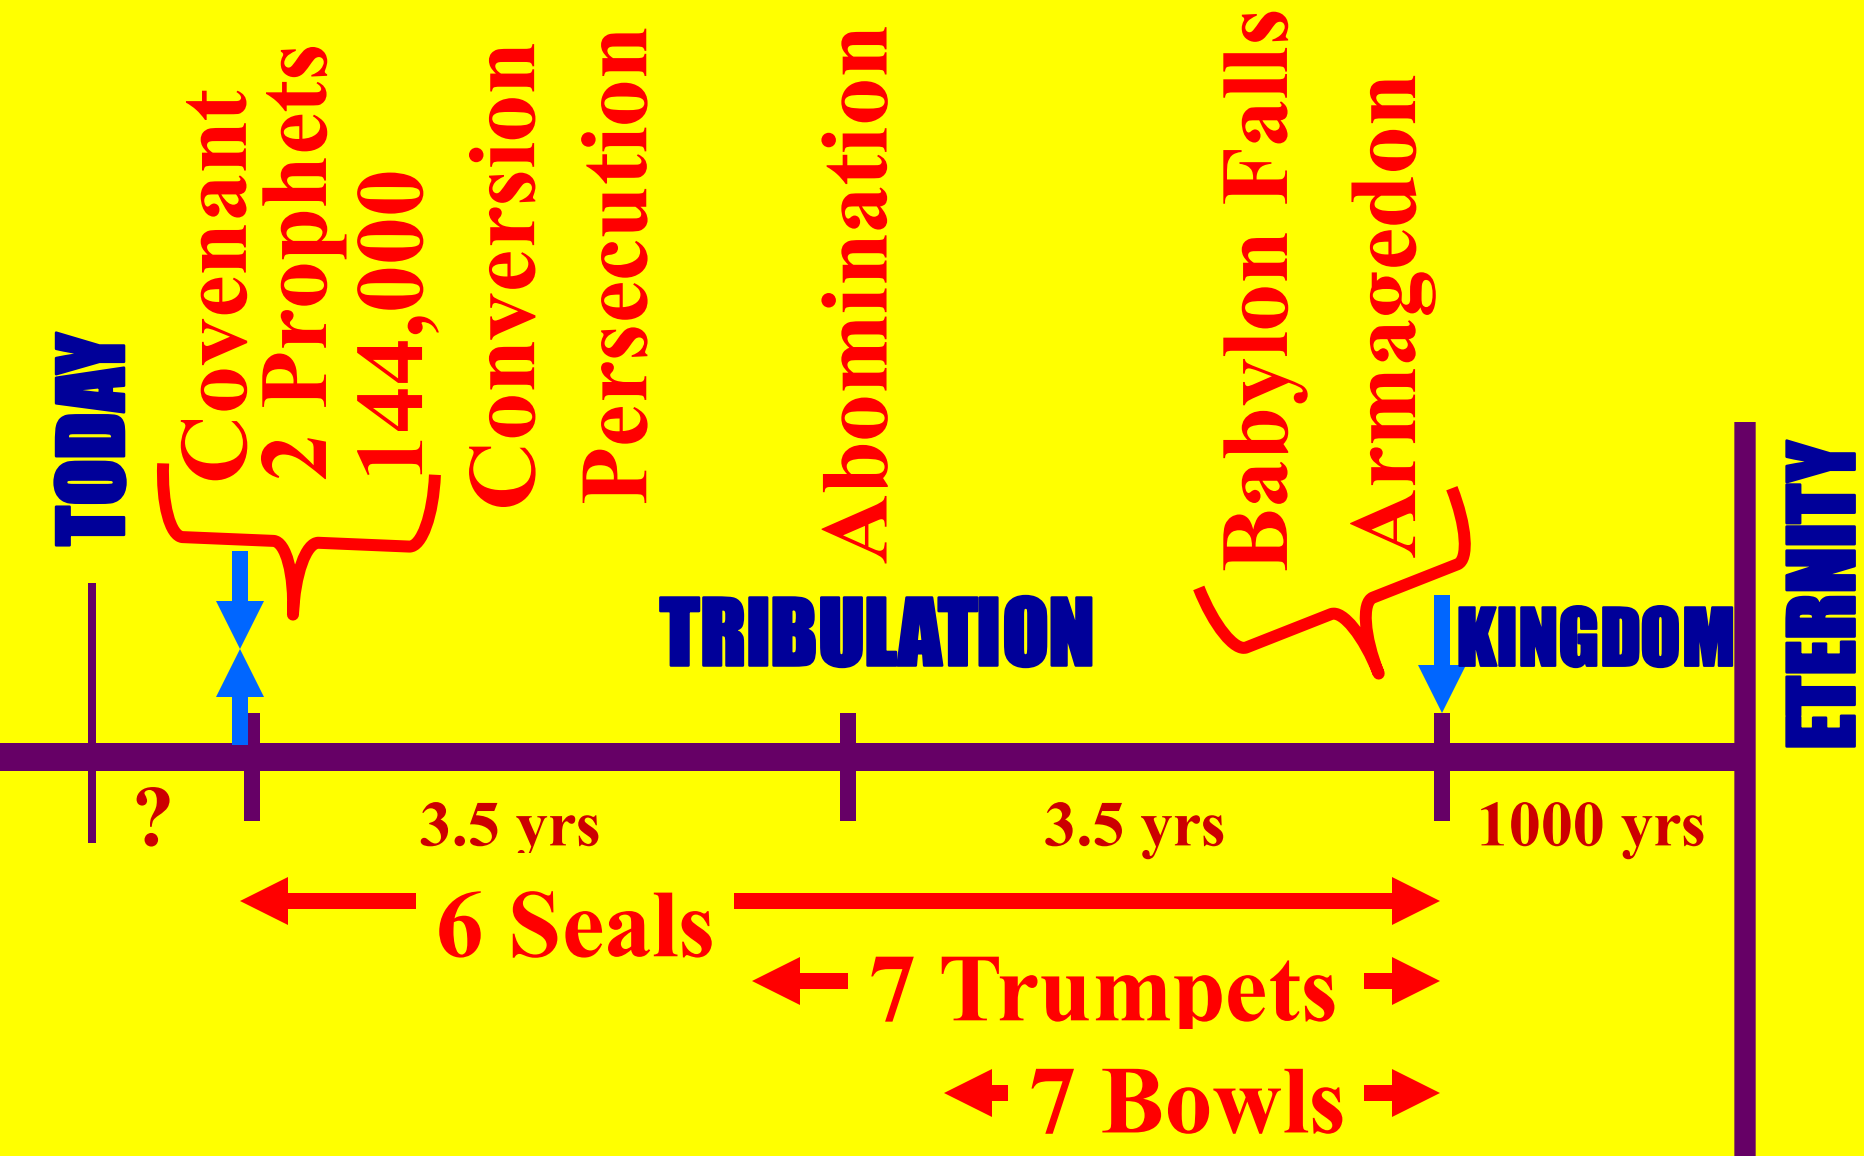 TODAY
Covenant
2 Prophets
144,000
Conversion
Persecution
Abomination
Babylon Falls
Armagedon
TRIBULATION
KINGDOM
ETERNITY
?
3.5 yrs
3.5 yrs
1000 yrs
6 Seals
7 Trumpets
7 Bowls